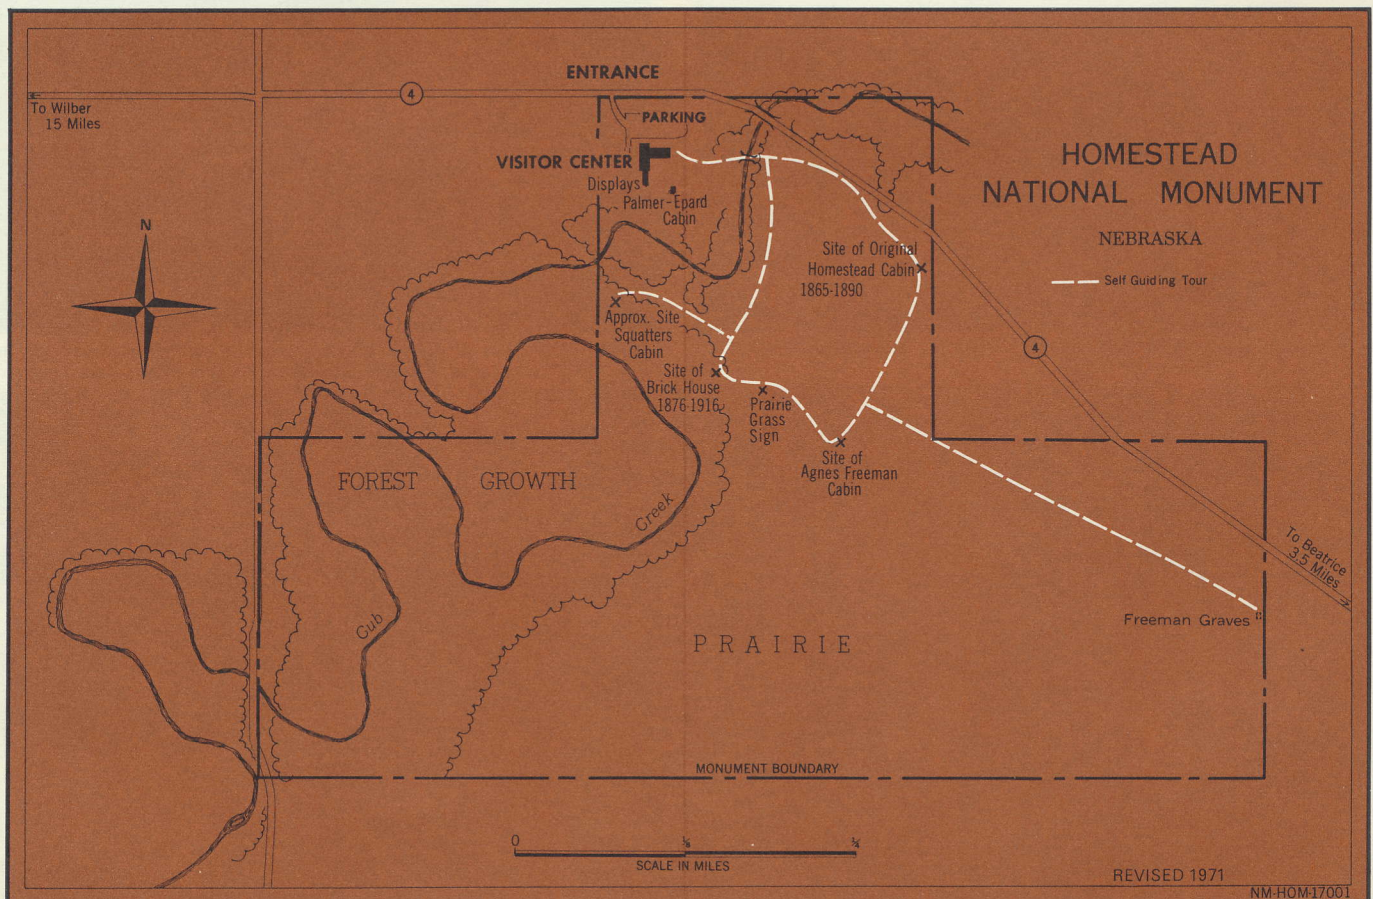 ENTRANCE
4
To Wilber
15 Miles
PARKING
VISITOR CENTER
Displays
Palmer-Epard
Cabin
HOMESTEAD
NATIONAL MONUMENT
NEBRASKA
Self Guiding Tour
N
Site of Original
Homestead Cabin
1865-1890
Approx. Site
Squatters
Cabin
4
Site of
Brick House
1876-1916
Prairie
Grass
Sign
Site of
Agnes Freeman
Cabin
FOREST GROWTH
Creek
Cub
To Beatrice
3.5 Miles
Freeman Graves
PRAIRIE
MONUMENT BOUNDARY
0 ⅛ ¼
SCALE IN MILES
REVISED 1971
NM-HOM-17001